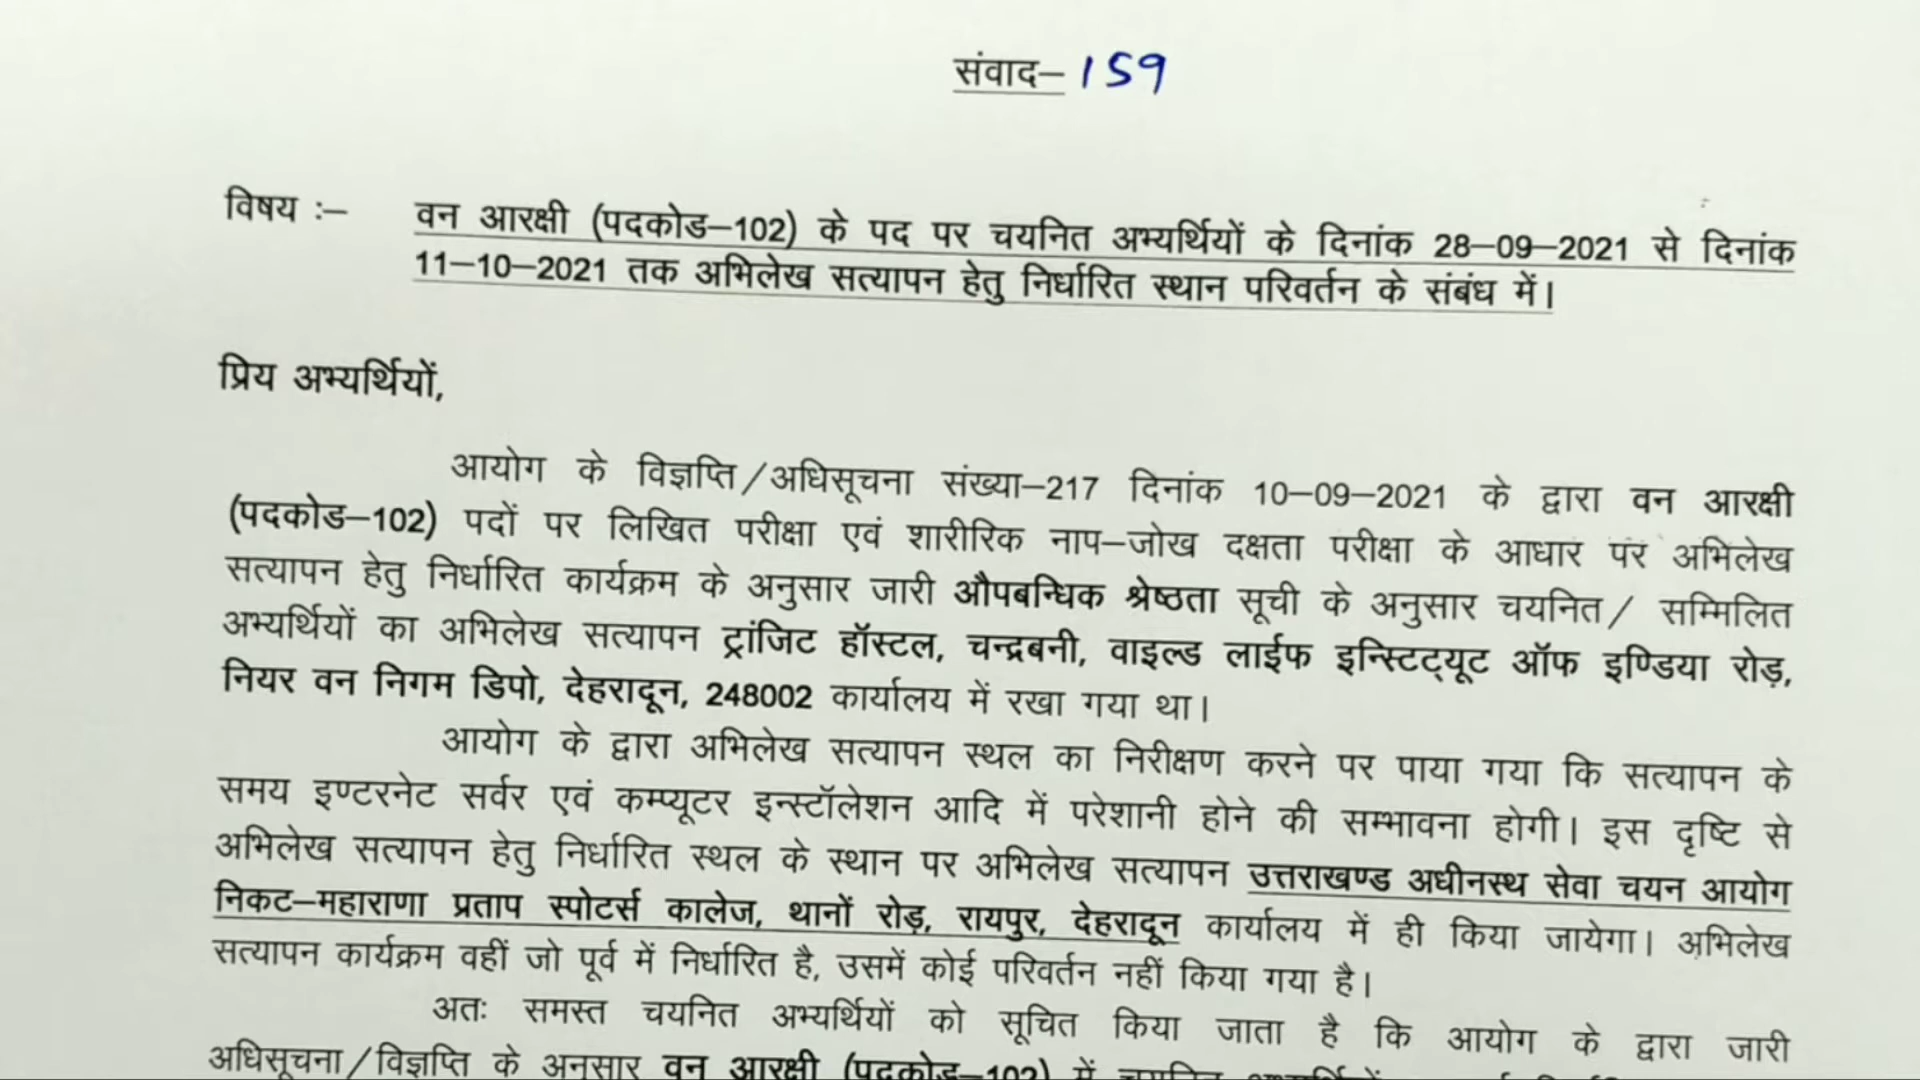 संवाद–159
विषय :– वन आरक्षी (पदकोड–102) के पद पर चयनित अभ्यर्थियों के दिनांक 28–09–2021 से दिनांक
11–10–2021 तक अभिलेख सत्यापन हेतु निर्धारित स्थान परिवर्तन के संबंध में।
प्रिय अभ्यर्थियों,
आयोग के विज्ञप्ति/अधिसूचना संख्या–217 दिनांक 10–09–2021 के द्वारा वन आरक्षी
(पदकोड–102) पदों पर लिखित परीक्षा एवं शारीरिक नाप–जोख दक्षता परीक्षा के आधार पर अभिलेख
सत्यापन हेतु निर्धारित कार्यक्रम के अनुसार जारी औपबन्धिक श्रेष्ठता सूची के अनुसार चयनित/ सम्मिलित
अभ्यर्थियों का अभिलेख सत्यापन ट्रांजिट हॉस्टल, चन्द्रबनी, वाइल्ड लाईफ इन्स्टिट्यूट ऑफ इण्डिया रोड़,
नियर वन निगम डिपो, देहरादून, 248002 कार्यालय में रखा गया था।
आयोग के द्वारा अभिलेख सत्यापन स्थल का निरीक्षण करने पर पाया गया कि सत्यापन के
समय इण्टरनेट सर्वर एवं कम्प्यूटर इन्स्टॉलेशन आदि में परेशानी होने की सम्भावना होगी। इस दृष्टि से
अभिलेख सत्यापन हेतु निर्धारित स्थल के स्थान पर अभिलेख सत्यापन उत्तराखण्ड अधीनस्थ सेवा चयन आयोग
निकट–महाराणा प्रताप स्पोटर्स कालेज, थानों रोड़, रायपुर, देहरादून कार्यालय में ही किया जायेगा। अभिलेख
सत्यापन कार्यक्रम वहीं जो पूर्व में निर्धारित है, उसमें कोई परिवर्तन नहीं किया गया है।
अतः समस्त चयनित अभ्यर्थियों को सूचित किया जाता है कि आयोग के द्वारा जारी
अधिसूचना/विज्ञप्ति के अनुसार वन आरक्षी (पदकोड–102) में चयनित